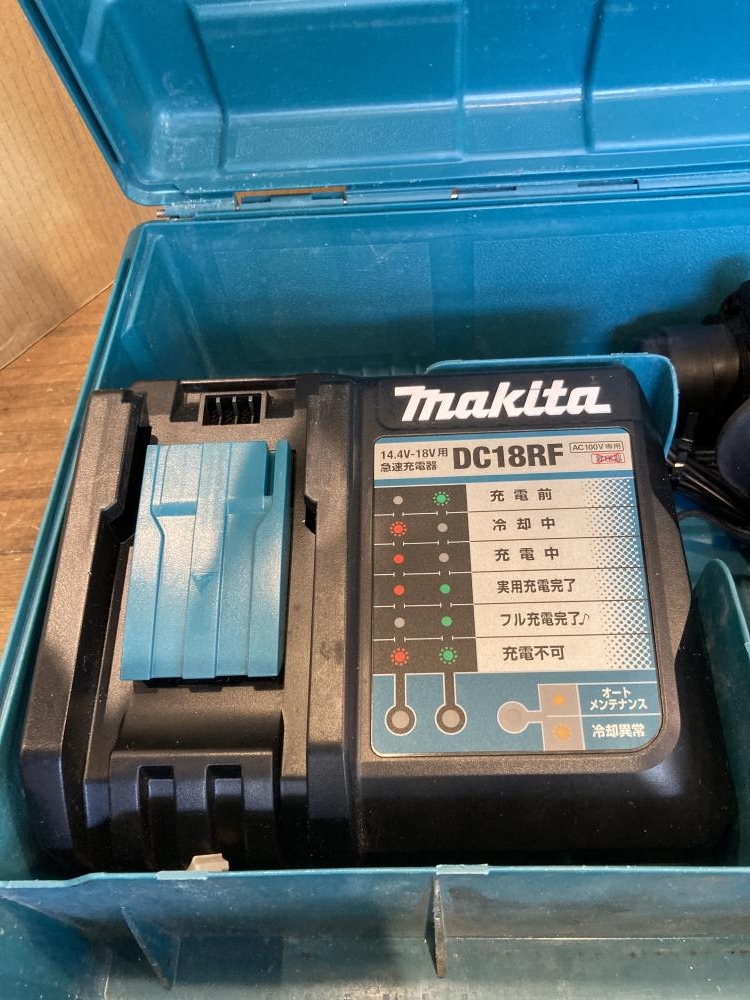 makita
14.4V-18V用
急速充電器 DC18RF
AC100V専用
充電前
冷却中
充電中
実用充電完了
フル充電完了♪
充電不可
オート
メンテナンス
冷却異常